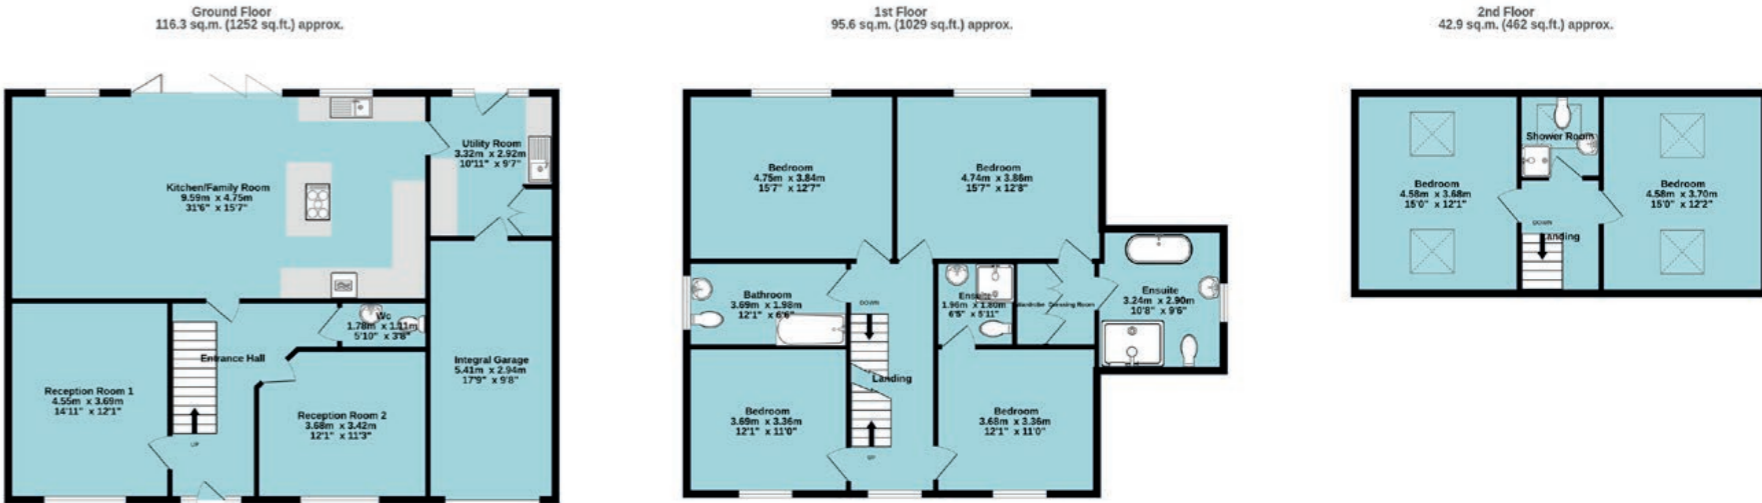 Ground Floor
116.3 sq.m. (1252 sq.ft.) approx.
Kitchen/Family Room
9.59m x 4.75m
31'6" x 15'7"
Utility Room
3.32m x 2.92m
10'11" x 9'7"
Wc
1.78m x 1.11m
5'10" x 3'8"
Entrance Hall
Integral Garage
5.41m x 2.94m
17'9" x 9'8"
Reception Room 1
4.55m x 3.69m
14'11" x 12'1"
Reception Room 2
3.68m x 3.42m
12'1" x 11'3"
UP
1st Floor
95.6 sq.m. (1029 sq.ft.) approx.
Bedroom
4.75m x 3.84m
15'7" x 12'7"
Bedroom
4.74m x 3.86m
15'7" x 12'8"
Bathroom
3.69m x 1.98m
12'1" x 6'6"
DOWN
Ensuite
1.96m x 1.80m
6'5" x 5'11"
Dressing Room
Ensuite
3.24m x 2.90m
10'8" x 9'6"
Landing
Bedroom
3.69m x 3.36m
12'1" x 11'0"
UP
Bedroom
3.68m x 3.36m
12'1" x 11'0"
2nd Floor
42.9 sq.m. (462 sq.ft.) approx.
Shower Room
Bedroom
4.58m x 3.68m
15'0" x 12'1"
Bedroom
4.58m x 3.70m
15'0" x 12'2"
DOWN
Landing